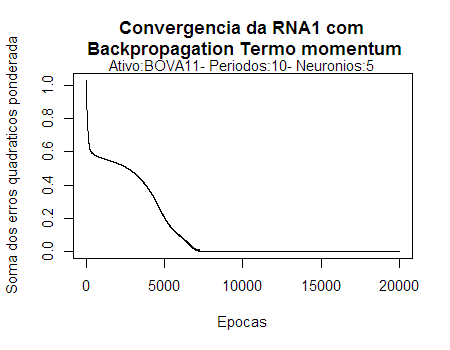 Convergencia da RNA1 com
Backpropagation Termo momentum
Ativo:BOVA11- Periodos:10- Neuronios:5
Soma dos erros quadraticos ponderada
1.0
0.8
0.6
0.4
0.2
0.0
0
5000
10000
15000
20000
Epocas